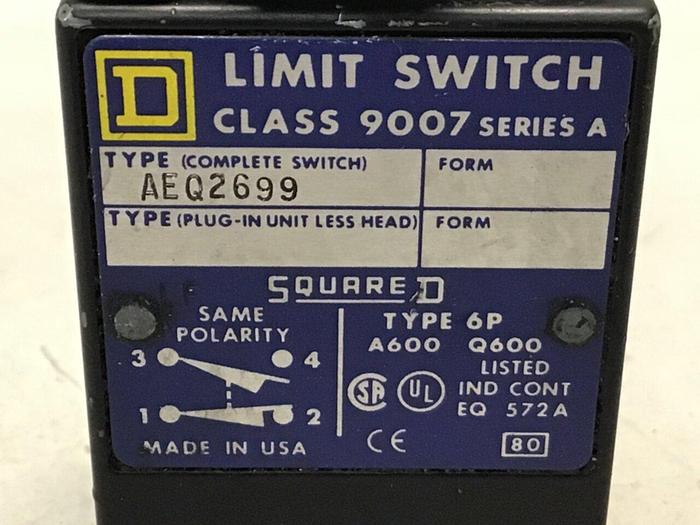 D
LIMIT SWITCH
CLASS 9007 SERIES A
TYPE (COMPLETE SWITCH) FORM
AEQ2699
TYPE (PLUG-IN UNIT LESS HEAD) FORM
SQUARE D
SAME
POLARITY
3 4
1 2
MADE IN USA
TYPE 6P
A600 Q600
LISTED
SA UL IND CONT
EQ 572A
CE 80